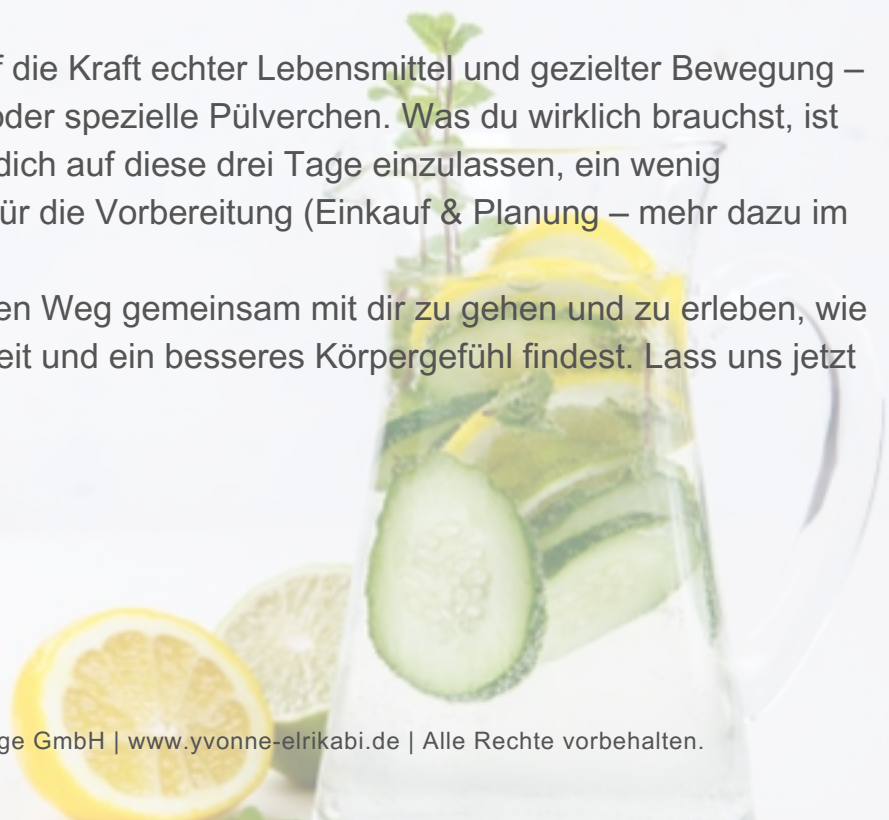 die Kraft echter Lebensmittel und gezielter Bewegung –
oder spezielle Pülverchen. Was du wirklich brauchst, ist
dich auf diese drei Tage einzulassen, ein wenig
für die Vorbereitung (Einkauf & Planung – mehr dazu im
en Weg gemeinsam mit dir zu gehen und zu erleben, wie
eit und ein besseres Körpergefühl findest. Lass uns jetzt
ge GmbH | www.yvonne-elrikabi.de | Alle Rechte vorbehalten.